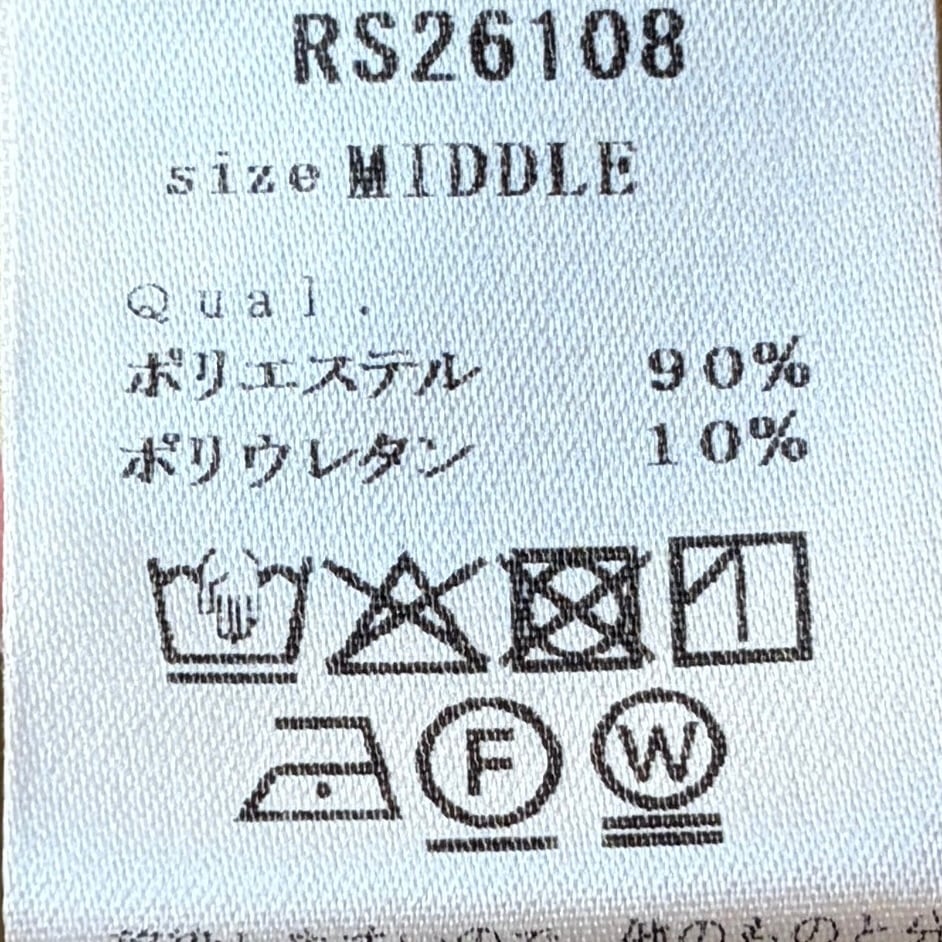 RS26108
size MIDDLE
Qual.
ポリエステル 90%
ポリウレタン 10%
F W